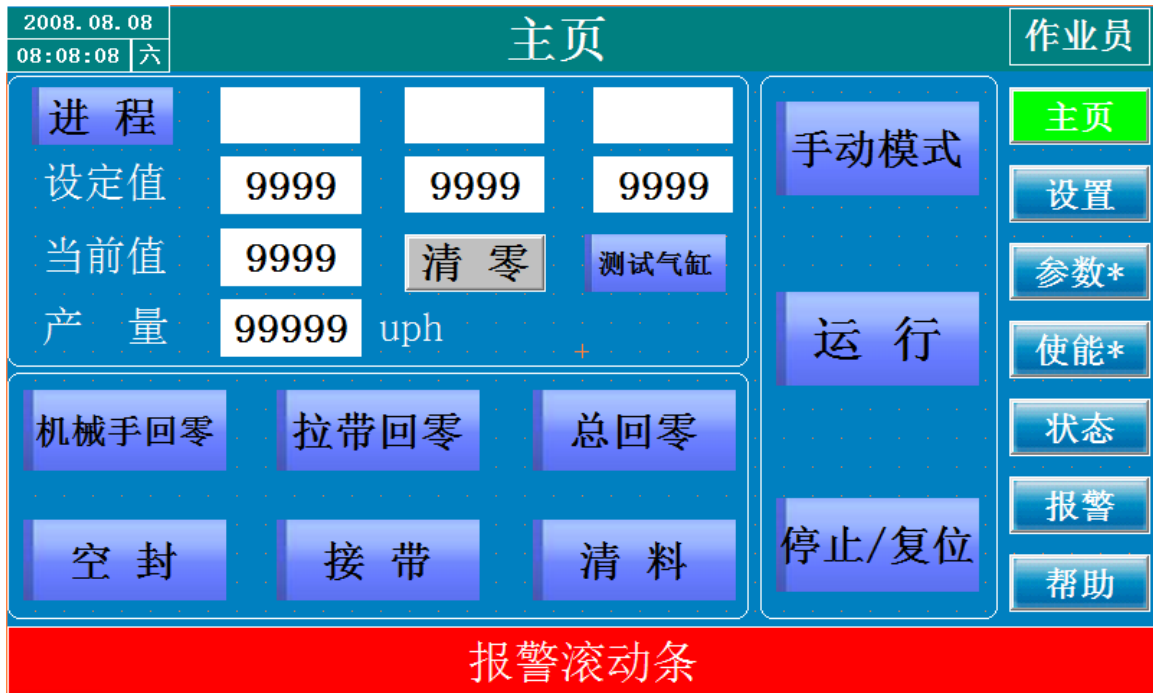 2008.08.08
08:08:08 六
主页
作业员
进 程
设定值 9999 9999 9999
当前值 9999 清 零 测试气缸
产 量 99999 uph
机械手回零 拉带回零 总回零
空 封 接 带 清 料
手动模式
运 行
停止/复位
主页
设置
参数*
使能*
状态
报警
帮助
报警滚动条